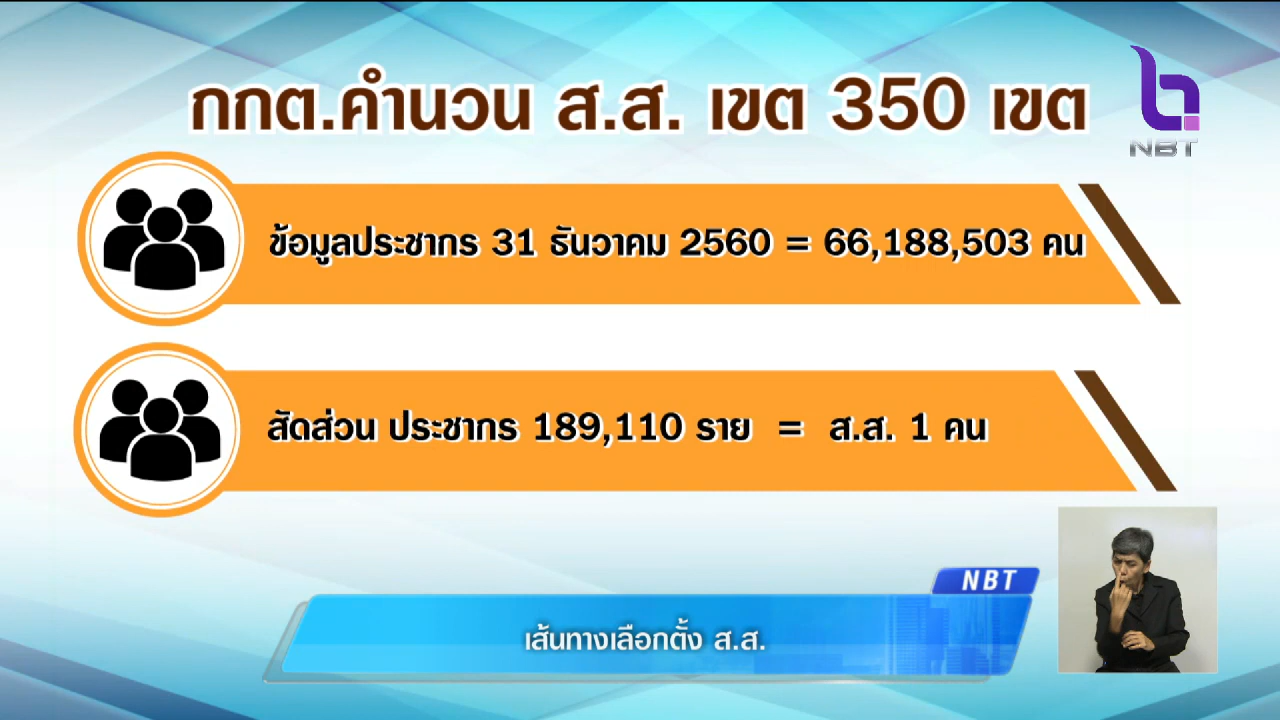 กกต.คำนวน ส.ส. เขต 350 เขต
NBT
ข้อมูลประชากร 31 ธันวาคม 2560 = 66,188,503 คน
สัดส่วน ประชากร 189,110 ราย = ส.ส. 1 คน
NBT
เส้นทางเลือกตั้ง ส.ส.